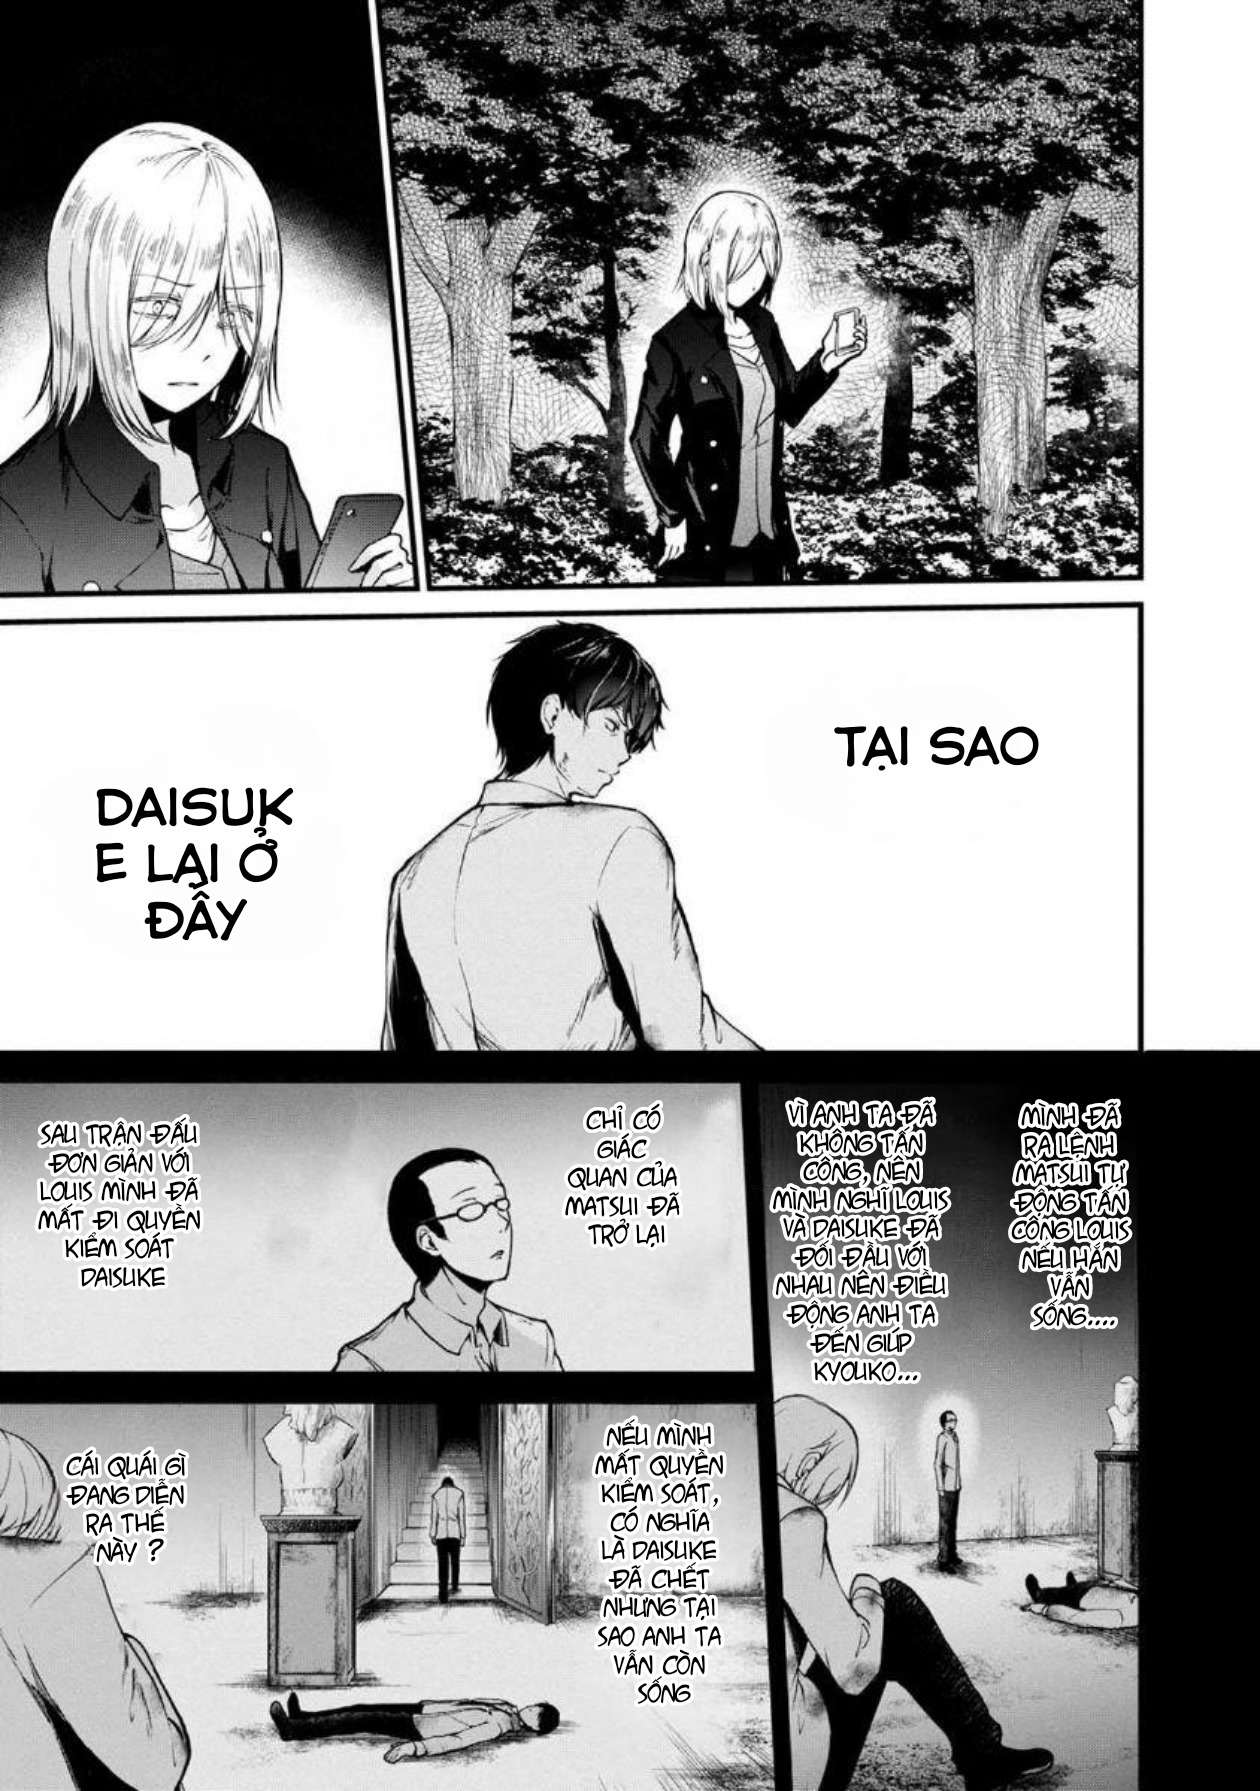 TẠI SAO
DAISUK
E LẠI Ở
ĐÂY
MÌNH ĐÃ
RA LỆNH
MATSUI TỰ
ĐỘNG TẤN
CÔNG LOUIS
NẾU HẮN
VẪN
SỐNG....
VÌ ANH TA ĐÃ
KHÔNG TẤN
CÔNG, NÊN
MÌNH NGHĨ LOUIS
VÀ DAISUKE ĐÃ
ĐỐI ĐẦU VỚI
NHAU NÊN ĐIỀU
ĐỘNG ANH TA
ĐẾN GIÚP
KYOUKO...
CHỈ CÓ
GIÁC
QUAN CỦA
MATSUI ĐÃ
TRỞ LẠI
SAU TRẬN ĐẤU
ĐƠN GIẢN VỚI
LOUIS MÌNH ĐÃ
MẤT ĐI QUYỀN
KIỂM SOÁT
DAISUKE
NẾU MÌNH
MẤT QUYỀN
KIỂM SOÁT,
CÓ NGHĨA
LÀ DAISUKE
ĐÃ CHẾT
NHƯNG TẠI
SAO ANH TA
VẪN CÒN
SỐNG
CÁI QUÁI GÌ
ĐANG DIỄN
RA THẾ
NÀY ?